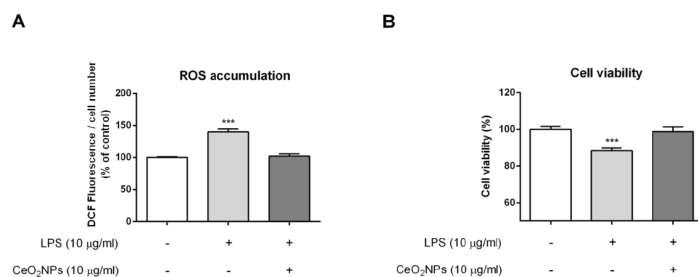 A
ROS accumulation
DCF Fluorescence / cell number
(% of control)
200
150
100
50
0
***
LPS (10 µg/ml) - + +
CeO2NPs (10 µg/ml) - - +
B
Cell viability
Cell viability (%)
120
100
80
60
***
LPS (10 µg/ml) - + +
CeO2NPs (10 µg/ml) - - +